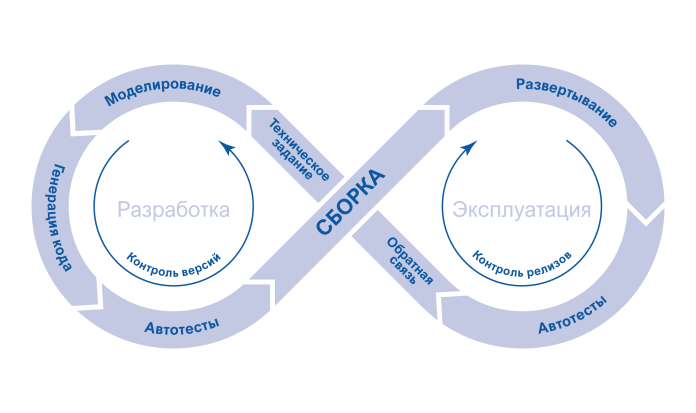 Моделирование
Техническое
задание
Генерация кода
Разработка
Контроль версий
Автотесты
СБОРКА
Развертывание
Эксплуатация
Контроль релизов
Обратная
связь
Автотесты